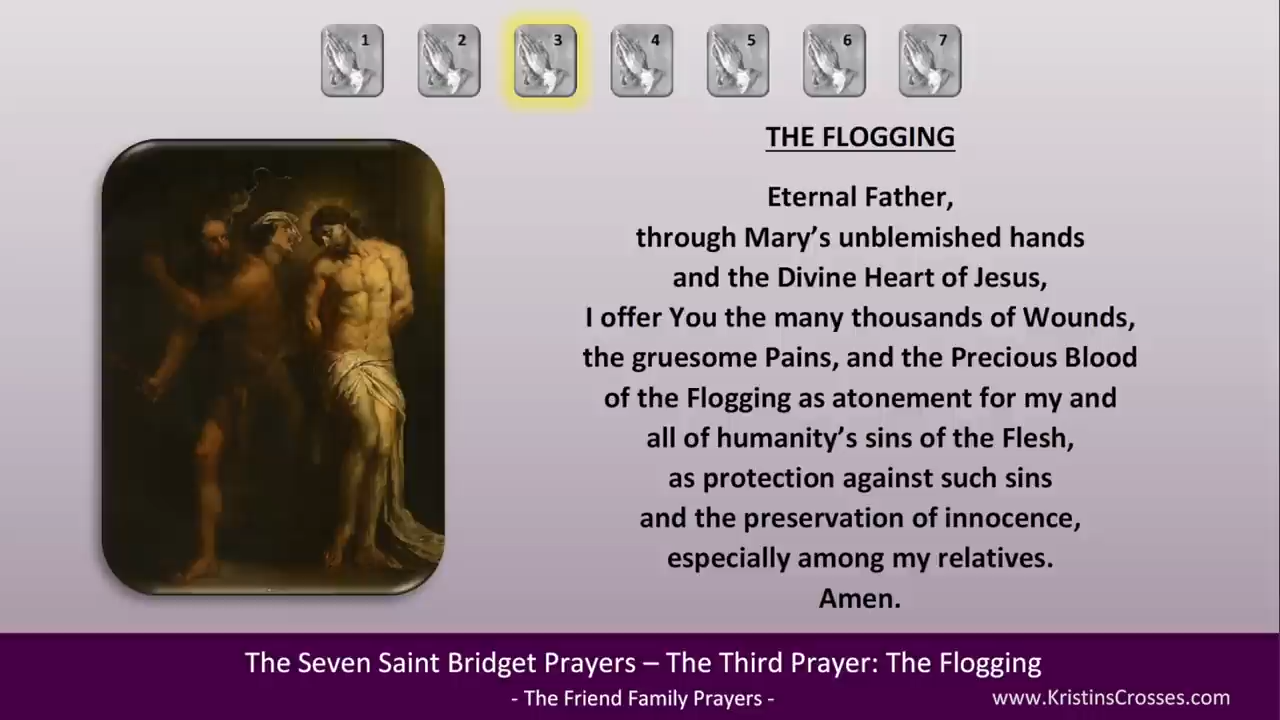 1 2 3 4 5 6 7
THE FLOGGING
Eternal Father,
through Mary’s unblemished hands
and the Divine Heart of Jesus,
I offer You the many thousands of Wounds,
the gruesome Pains, and the Precious Blood
of the Flogging as atonement for my and
all of humanity’s sins of the Flesh,
as protection against such sins
and the preservation of innocence,
especially among my relatives.
Amen.
The Seven Saint Bridget Prayers – The Third Prayer: The Flogging
- The Friend Family Prayers -
www.KristinsCrosses.com